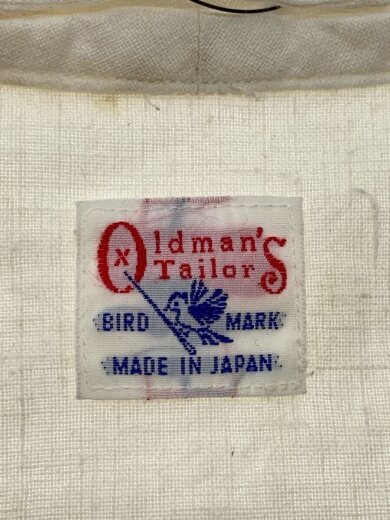 Oldman's
Tailor
BIRD MARK
MADE IN JAPAN